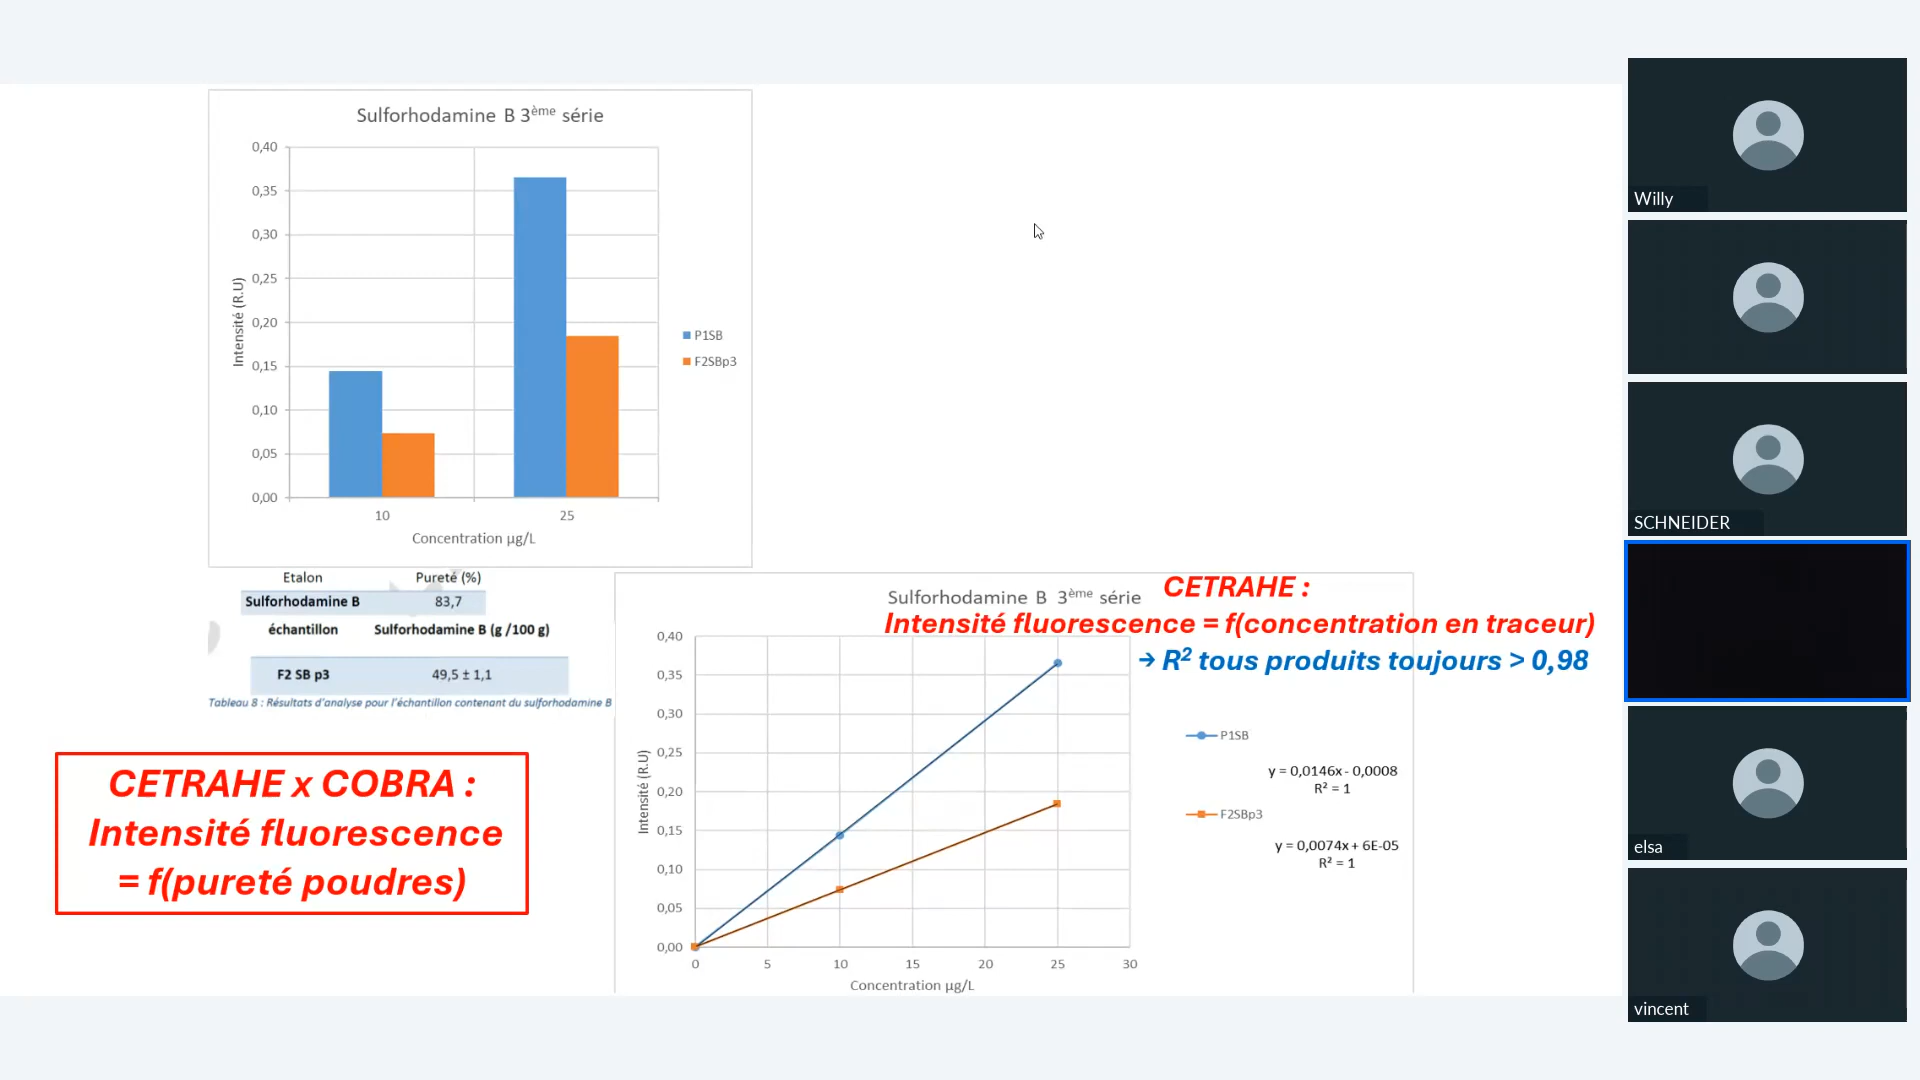 Sulforhodamine B 3ème série
0,40
0,35
0,30
0,25
0,20
0,15
0,10
0,05
0,00
Intensité (R.U)
10 25
Concentration µg/L
P1SB
F2SBp3
Etalon Pureté (%)
Sulforhodamine B 83,7
échantillon Sulforhodamine B (g /100 g)
F2 SB p3 49,5 ± 1,1
Tableau 8 : Résultats d'analyse pour l'échantillon contenant du sulforhodamine B
CETRAHE x COBRA :
Intensité fluorescence
= f(pureté poudres)
Sulforhodamine B 3ème série
CETRAHE :
Intensité fluorescence = f(concentration en traceur)
→ R² tous produits toujours > 0,98
0,40
0,35
0,30
0,25
0,20
0,15
0,10
0,05
0,00
Intensité (R.U)
0 5 10 15 20 25 30
Concentration µg/L
P1SB
y = 0,0146x - 0,0008
R² = 1
F2SBp3
y = 0,0074x + 6E-05
R² = 1
Willy
SCHNEIDER
elsa
vincent